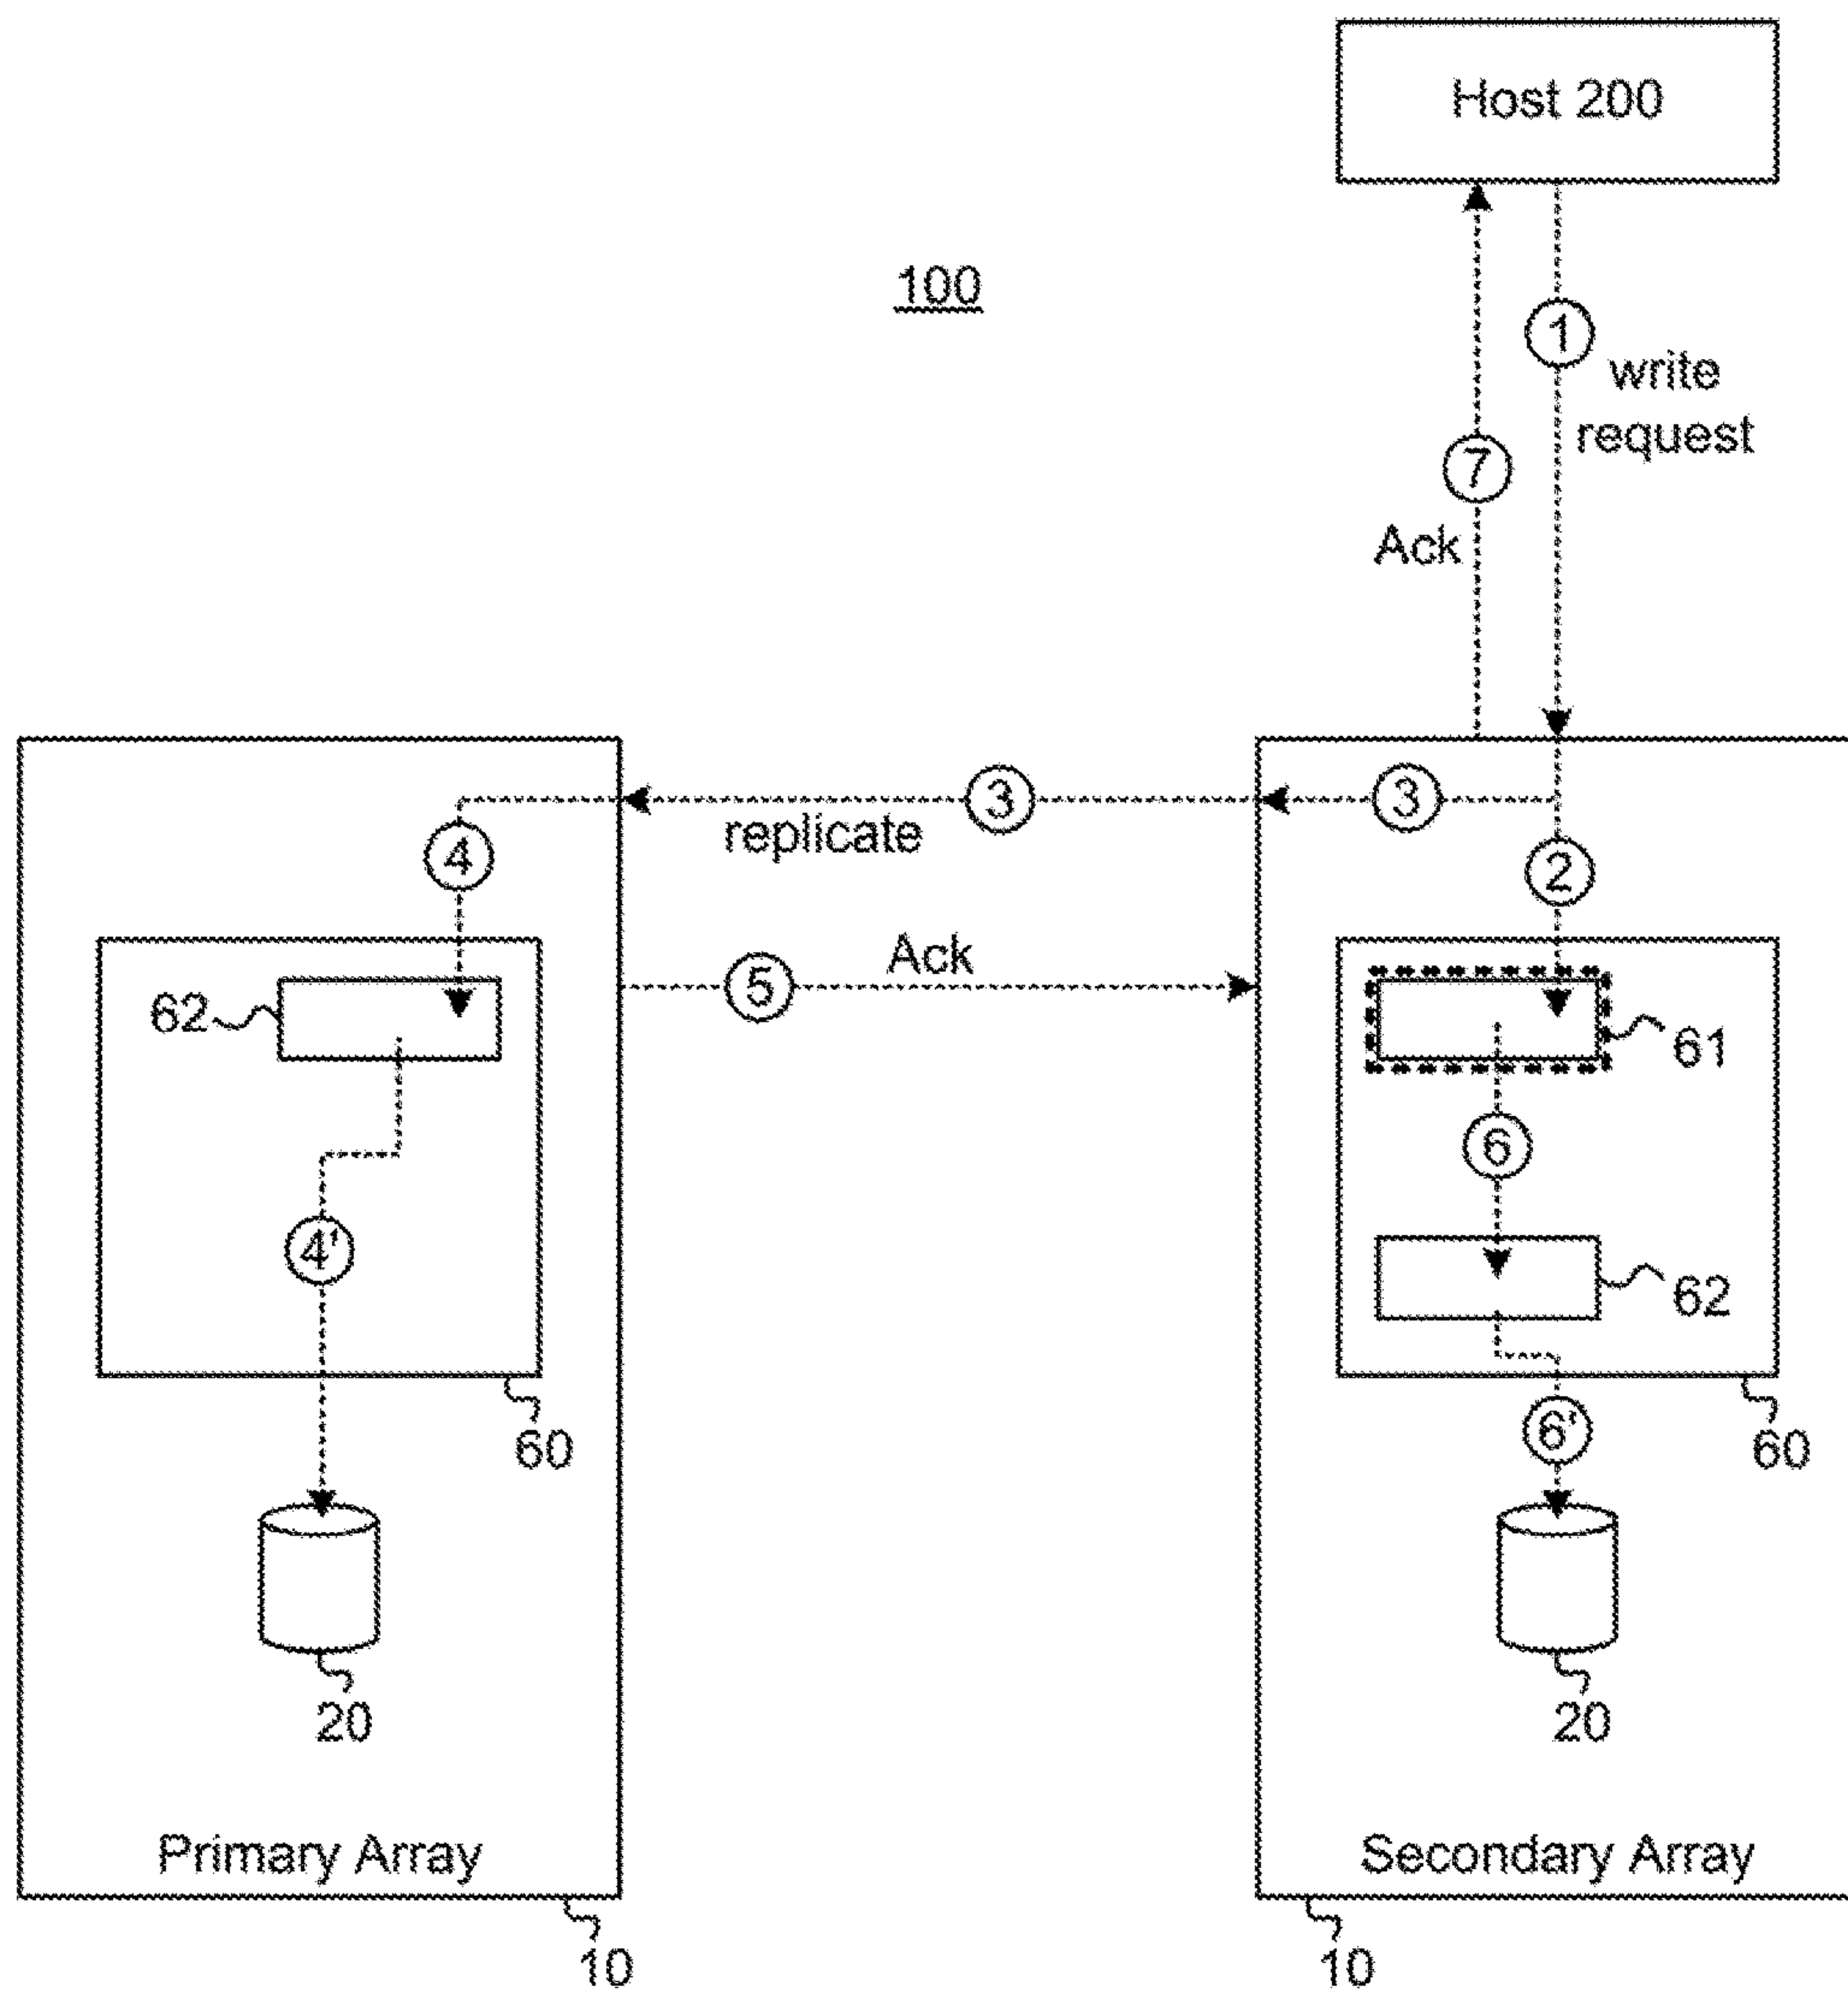 Host 200
100
1
write
request
7
Ack
3
3
replicate
4
2
5
Ack
62
61
6
4'
62
60
6'
60
20
20
Primary Array
Secondary Array
10
10